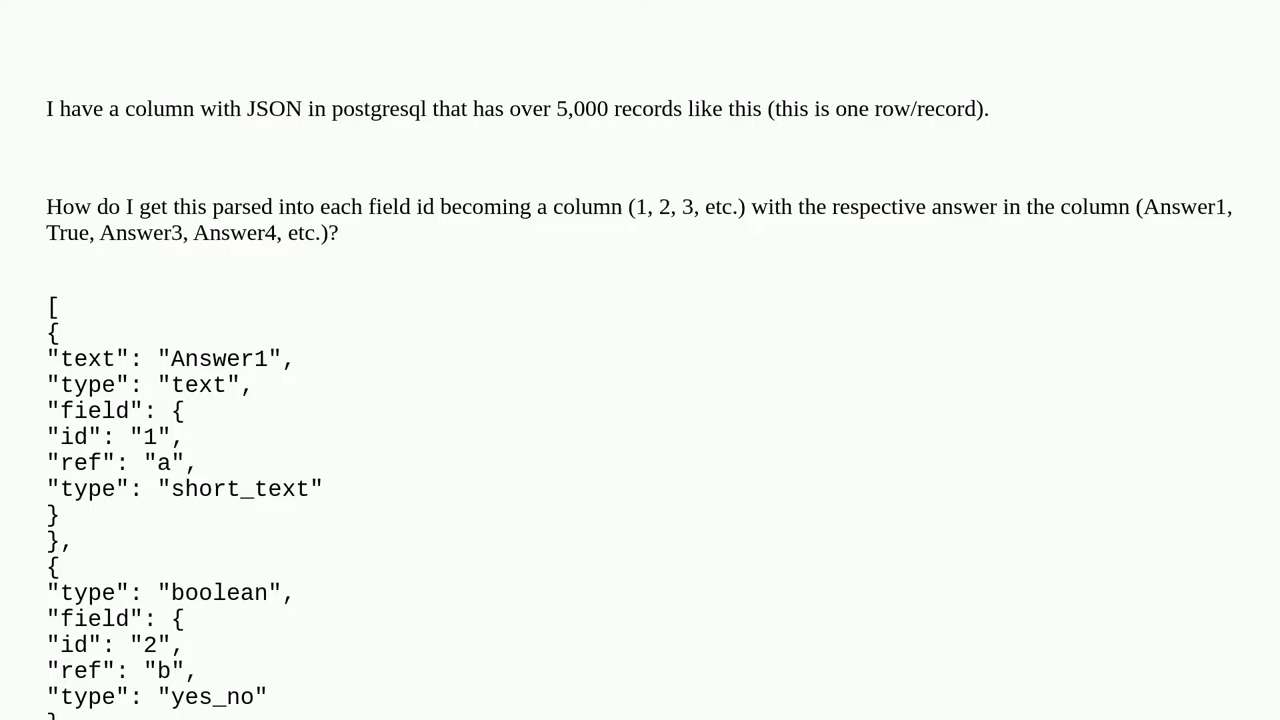 I have a column with JSON in postgresql that has over 5,000 records like this (this is one row/record).
How do I get this parsed into each field id becoming a column (1, 2, 3, etc.) with the respective answer in the column (Answer1,
True, Answer3, Answer4, etc.)?
[
{
"text": "Answer1",
"type": "text",
"field": {
"id": "1",
"ref": "a",
"type": "short_text"
}
},
{
"type": "boolean",
"field": {
"id": "2",
"ref": "b",
"type": "yes_no"
}